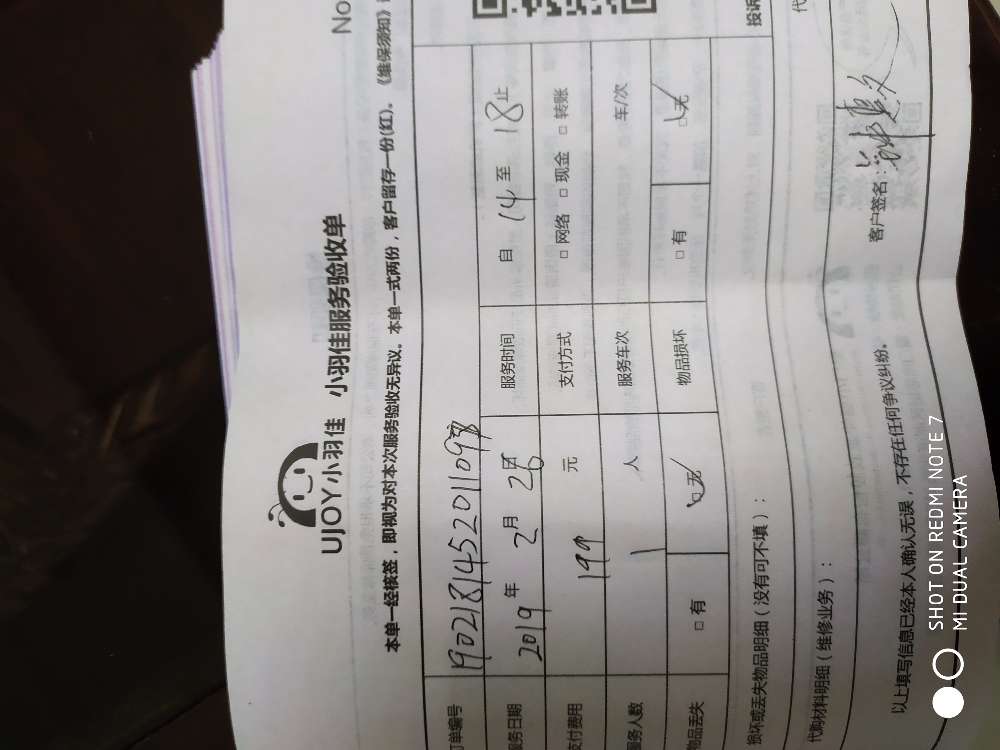 No
UJOY小羽佳 小羽佳服务验收单
本单一经核签，即视为对本次服务验收无异议。本单一式两份，客户留存一份(红)。《维保须知》
订单编号 19021814520110998
服务日期 2019 年 2 月 26 日 服务时间 自 14 至 18 止
支付费用 199 元 支付方式 □ 网络 □ 现金 □ 转账
服务人数 1 人 服务车次 车/次
物品丢失 □ 有 □ 无 物品损坏 □ 有 □ 无
损坏或丢失物品明细（没有可不填）：
投诉
代购材料明细（维修业务）：
代
以上填写信息已经本人确认无误，不存在任何争议纠纷。
客户签名：
SHOT ON REDMI NOTE 7
MI DUAL CAMERA